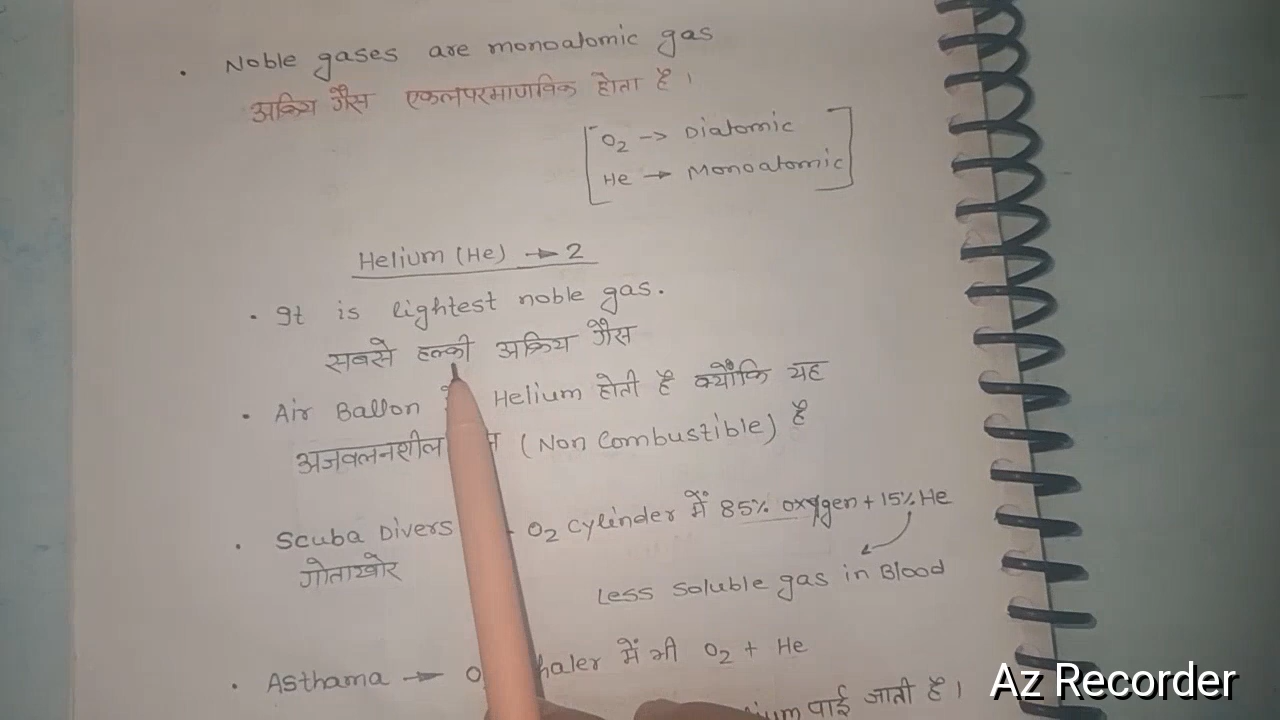 . Noble gases are monoatomic gas
अक्रिय गैस एकलपरमाणविक होता है।
O2 -> Diatomic
He → Monoatomic
Helium (He) → 2
. It is lightest noble gas.
सबसे हल्की अक्रिय गैस
. Air Ballon Helium होती है क्योंकि यह
अजवलनशील (Non Combustible) है
. Scuba Divers O2 Cylinder में 85% oxygen + 15% He
गोताखोर
Less soluble gas in Blood
. Asthama → में भी O2 + He
पाई जाती है।
Az Recorder